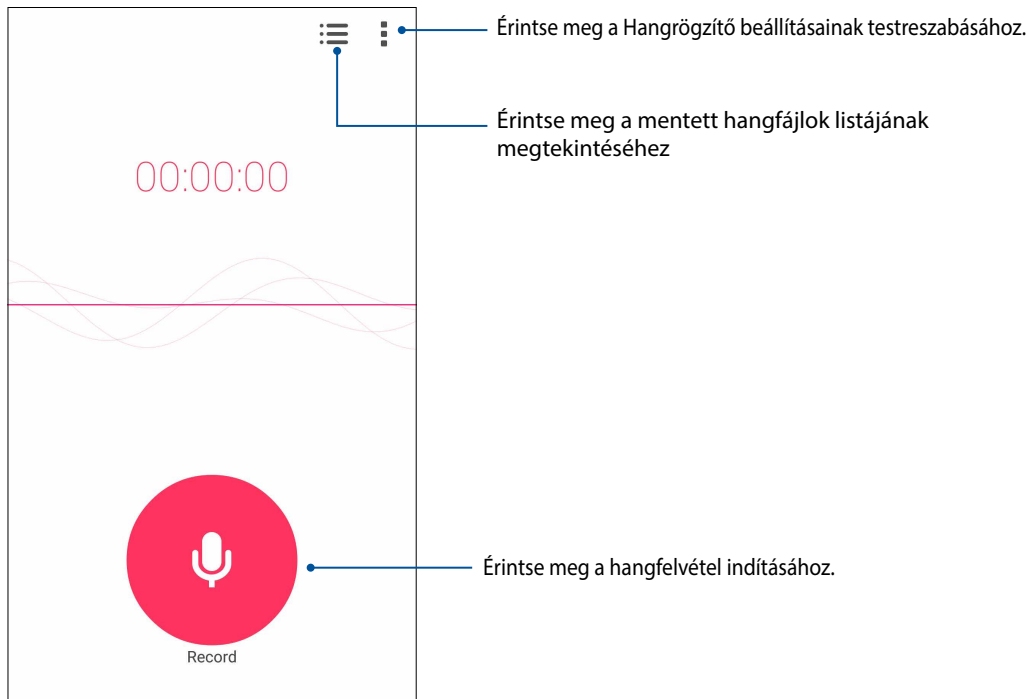 Érintse meg a Hangrögzítő beállításainak testreszabásához.
Érintse meg a mentett hangfájlok listájának
megtekintéséhez
00:00:00
Érintse meg a hangfelvétel indításához.
Record